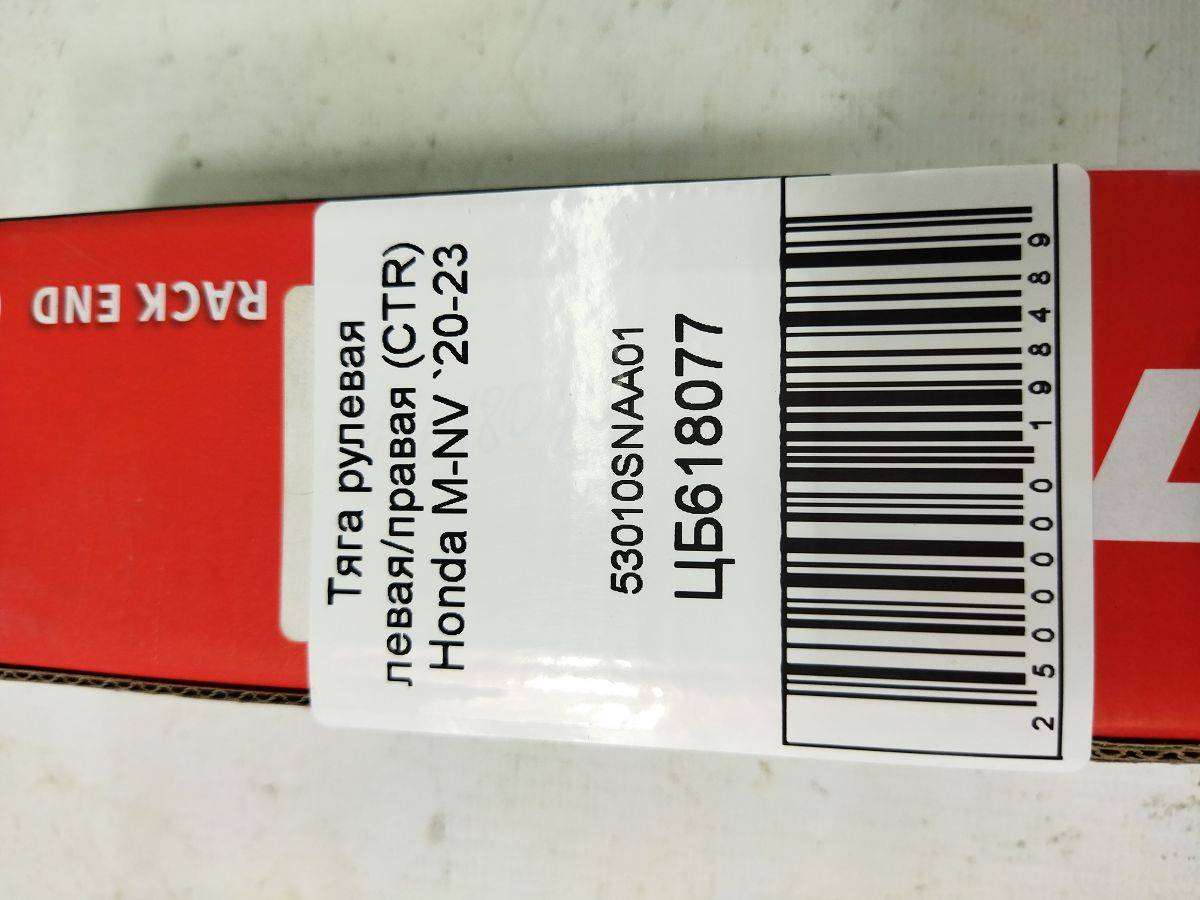 RACK END
Тяга рулевая
левая/правая (CTR)
Honda M-NV `20-23
53010SNAA01
ЦБ618077
2500000198489